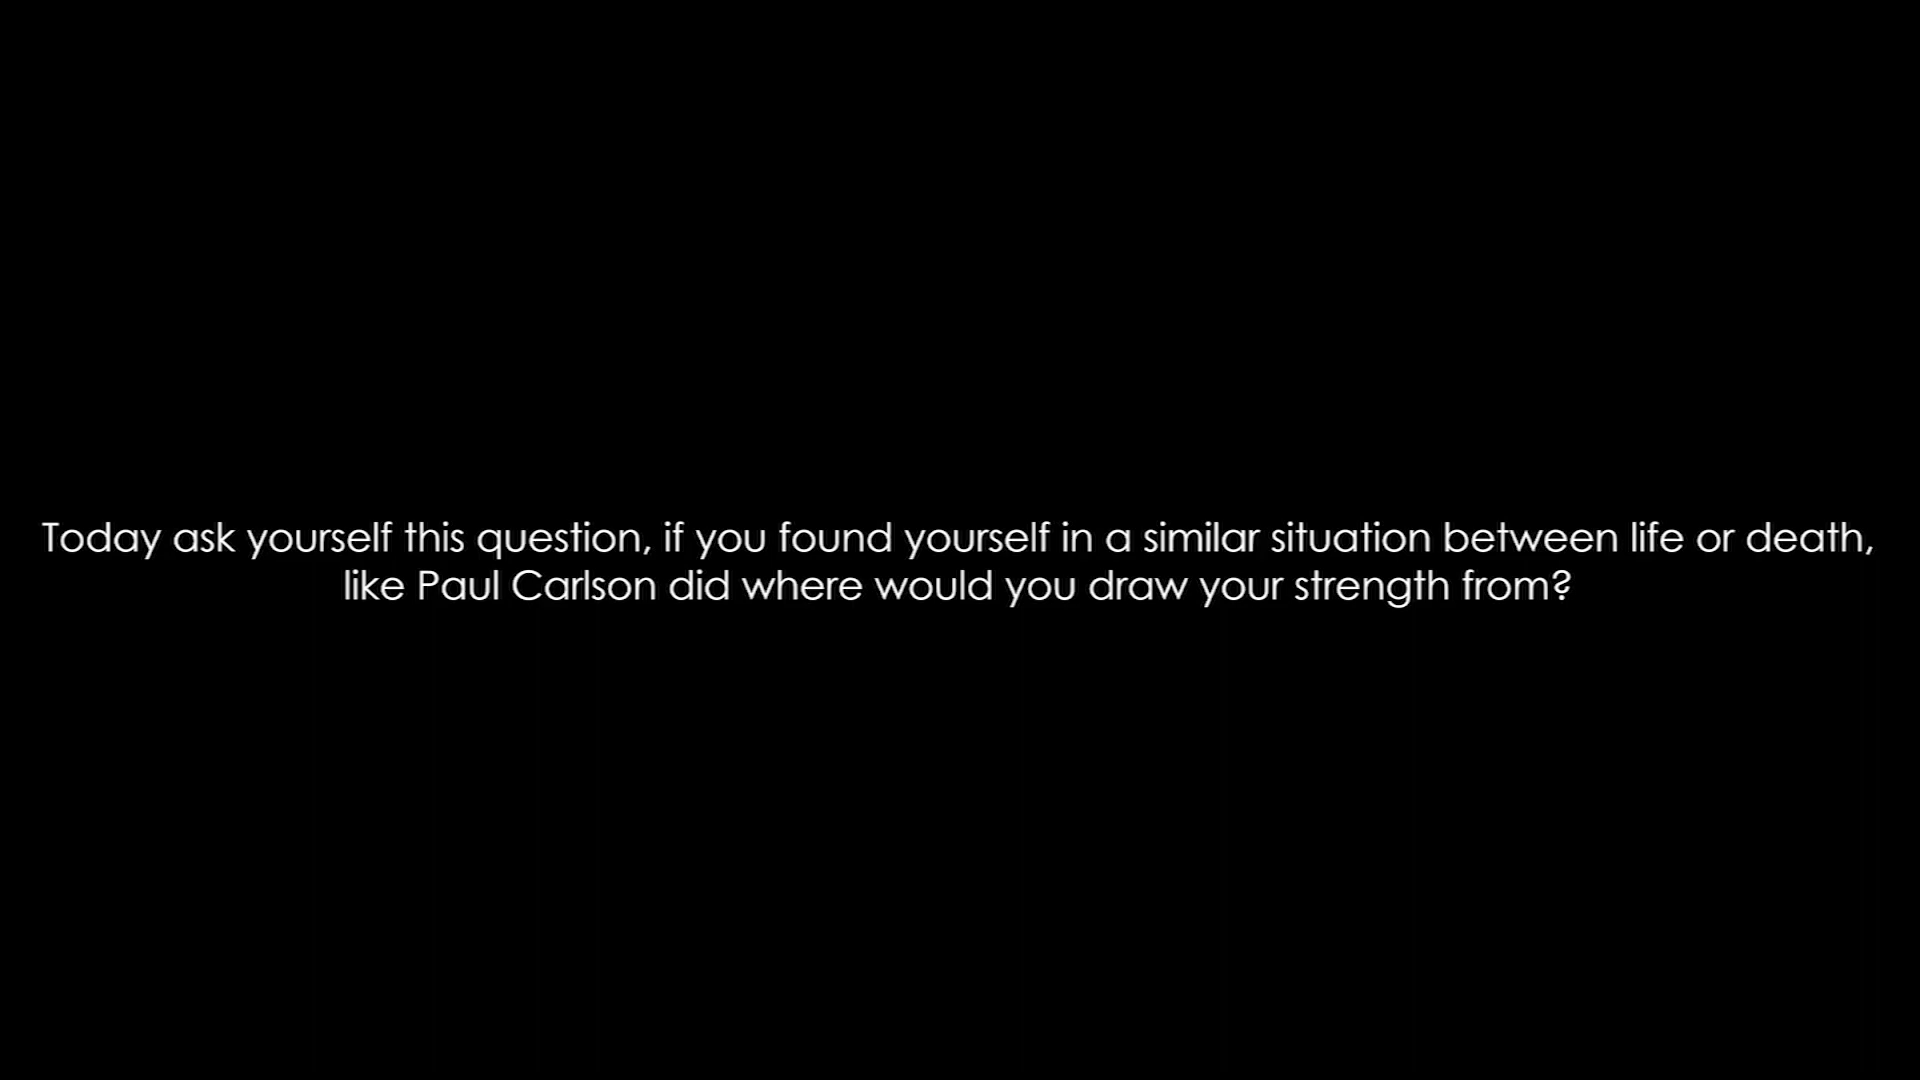 Today ask yourself this question, if you found yourself in a similar situation between life or death,
like Paul Carlson did where would you draw your strength from?